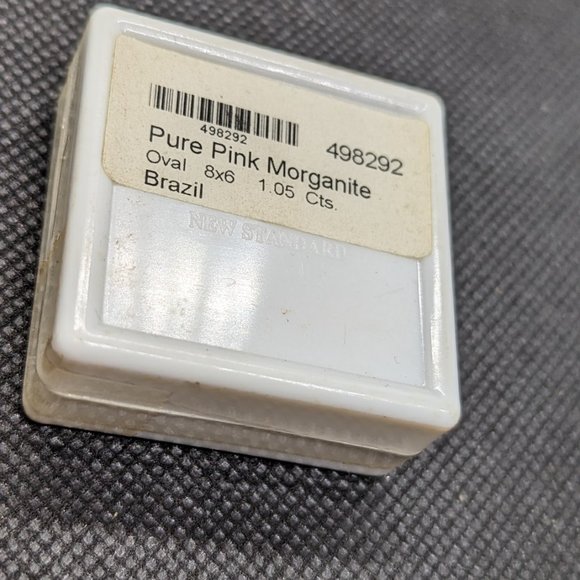 498292
498292
Pure Pink Morganite
Oval 8x6 1.05 Cts.
Brazil
NEW STANDARD